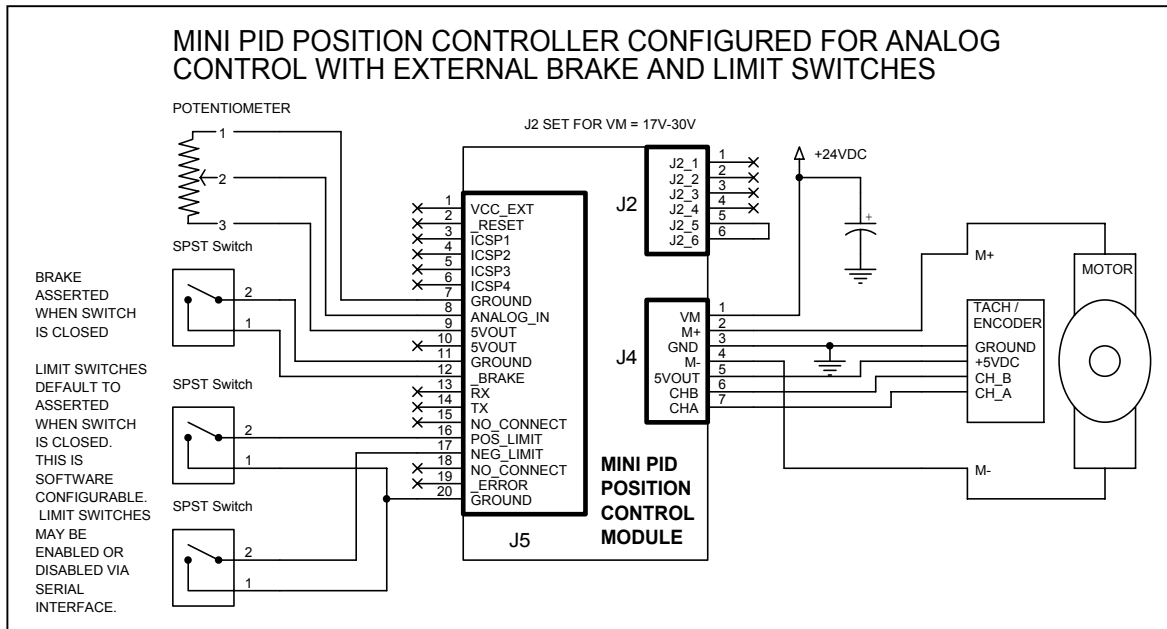 MINI PID POSITION CONTROLLER CONFIGURED FOR ANALOG
CONTROL WITH EXTERNAL BRAKE AND LIMIT SWITCHES
POTENTIOMETER
1
2
3
J2 SET FOR VM = 17V-30V
SPST Switch
2
1
BRAKE
ASSERTED
WHEN SWITCH
IS CLOSED
LIMIT SWITCHES
DEFAULT TO
ASSERTED
WHEN SWITCH
IS CLOSED.
THIS IS
SOFTWARE
CONFIGURABLE.
LIMIT SWITCHES
MAY BE
ENABLED OR
DISABLED VIA
SERIAL
INTERFACE.
SPST Switch
2
1
SPST Switch
2
1
1 VCC_EXT
2 _RESET
3 ICSP1
4 ICSP2
5 ICSP3
6 ICSP4
7 GROUND
8 ANALOG_IN
9 5VOUT
10 5VOUT
11 GROUND
12 _BRAKE
13 RX
14 TX
15 NO_CONNECT
16 POS_LIMIT
17 NEG_LIMIT
18 NO_CONNECT
19 _ERROR
20 GROUND
J5
J2
J2_1 1
J2_2 2
J2_3 3
J2_4 4
J2_5 5
J2_6 6
J4
VM 1
M+ 2
GND 3
M- 4
5VOUT 5
CHB 6
CHA 7
MINI PID
POSITION
CONTROL
MODULE
+24VDC
+
M+
MOTOR
TACH /
ENCODER
GROUND
+5VDC
CH_B
CH_A
M-